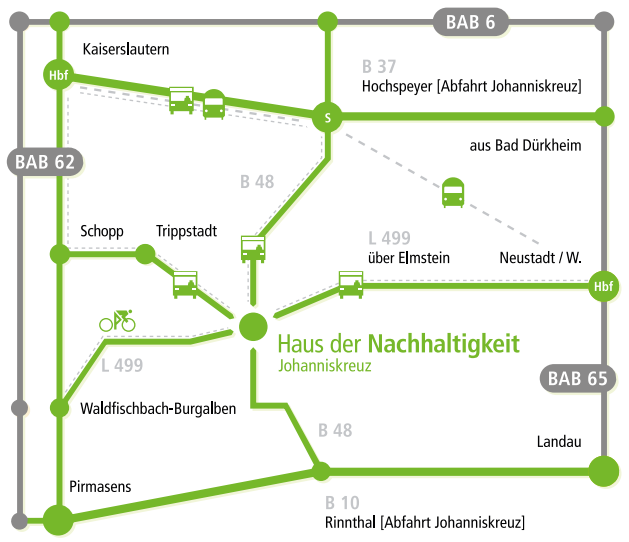 BAB 6
Kaiserslautern
Hbf
B 37
Hochspeyer [Abfahrt Johanniskreuz]
S
aus Bad Dürkheim
BAB 62
B 48
Schopp
Trippstadt
L 499
über Elmstein
Neustadt / W.
Hbf
Haus der Nachhaltigkeit
Johanniskreuz
L 499
BAB 65
Waldfischbach-Burgalben
B 48
Landau
Pirmasens
B 10
Rinnthal [Abfahrt Johanniskreuz]